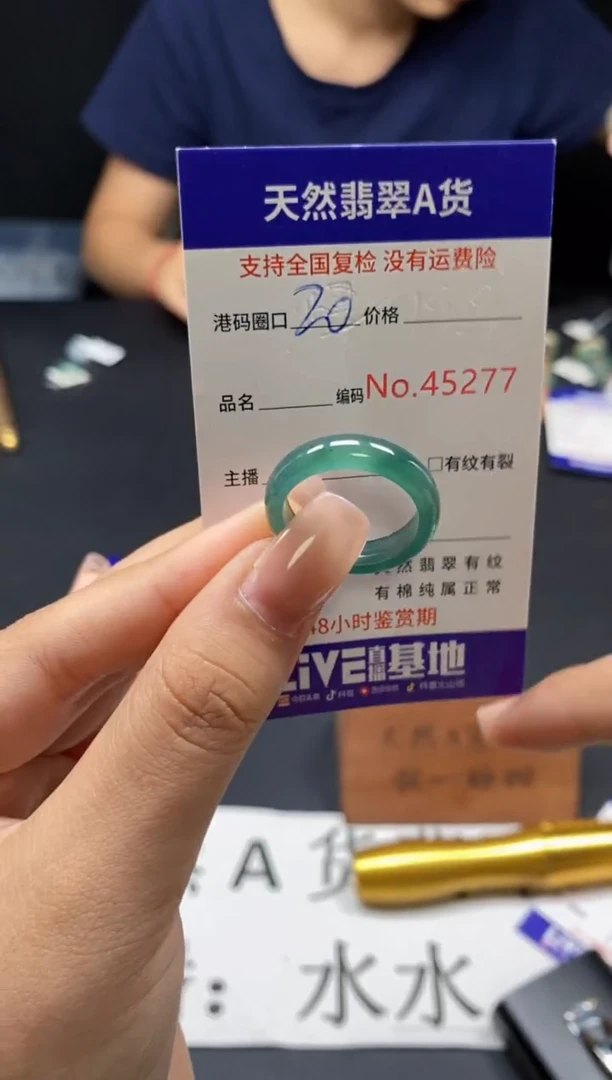 天然翡翠A货
支持全国复检 没有运费险
港码圈口 20 价格
品名 编码 No.45277
主播 □有纹有裂
然翡翠有纹
有棉纯属正常
48小时鉴赏期
LiVE直播基地
A 货
：水水